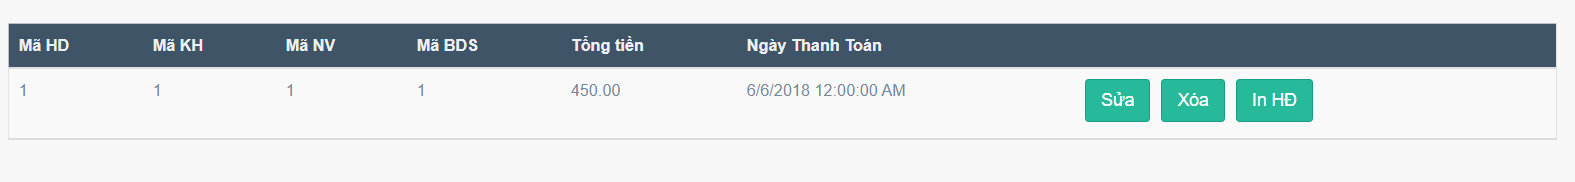 Mã HD Mã KH Mã NV Mã BDS Tổng tiền Ngày Thanh Toán
1 1 1 1 450.00 6/6/2018 12:00:00 AM Sửa Xóa In HĐ